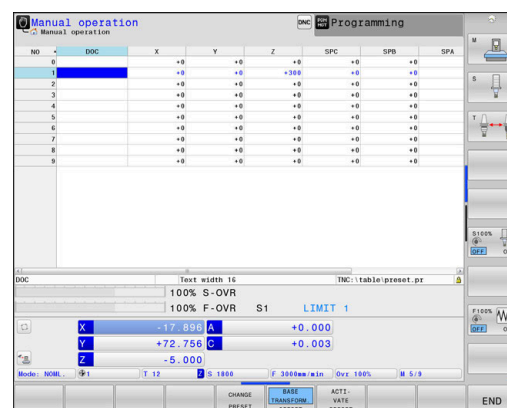 Manual operation DNC Programming
Manual operation
NO DOC X Y Z SPC SPB SPA
0 +0 +0 +0 +0 +0
1 +0 +0 +300 +0 +0
2 +0 +0 +0 +0 +0
3 +0 +0 +0 +0 +0
4 +0 +0 +0 +0 +0
5 +0 +0 +0 +0 +0
6 +0 +0 +0 +0 +0
7 +0 +0 +0 +0 +0
8 +0 +0 +0 +0 +0
9 +0 +0 +0 +0 +0
M
S
T
S100%
OFF
DOC Text width 16 TNC:\table\preset.pr
100% S-OVR
100% F-OVR S1 LIMIT 1
F100%
OFF
X -17.896 A +0.000
Y +72.756 C +0.003
Z -5.000
Mode: NOML. 1 T 12 Z S 1800 F 3000mm/min Ovr 100% M 5/9
CHANGE BASE ACTI-
TRANSFORM. VATE
PRESET END